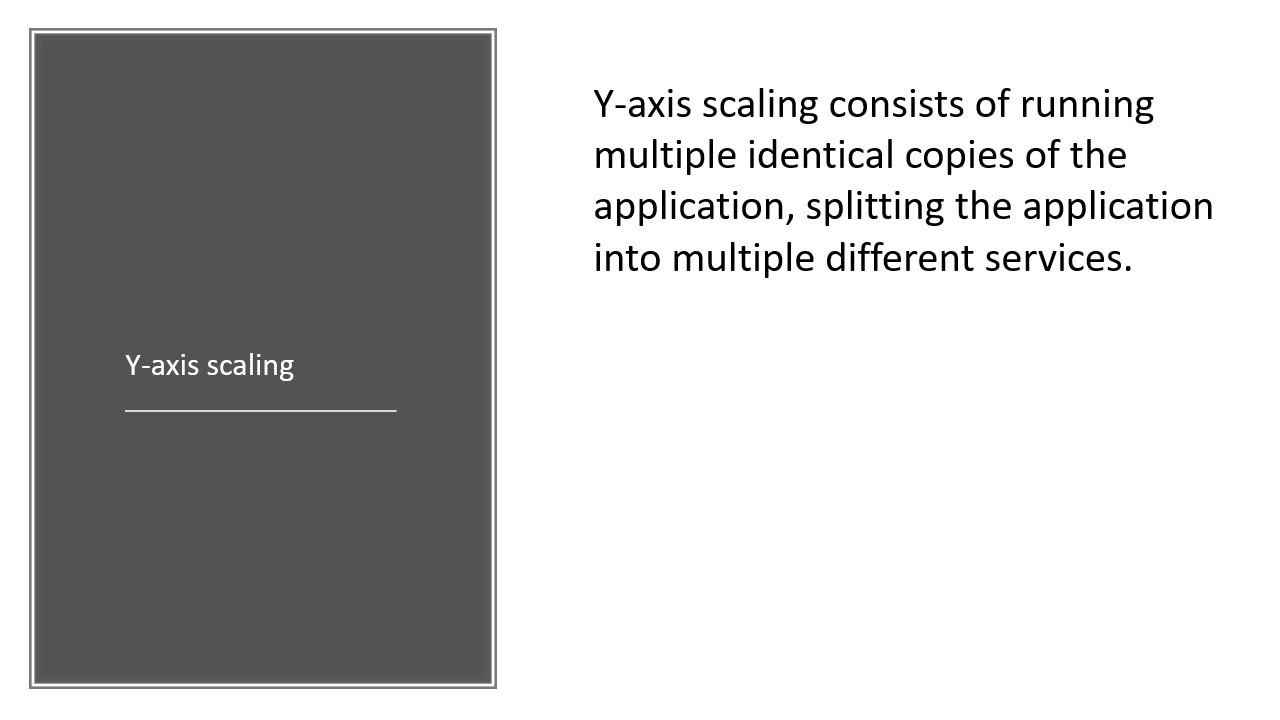 Y-axis scaling
Y-axis scaling consists of running
multiple identical copies of the
application, splitting the application
into multiple different services.